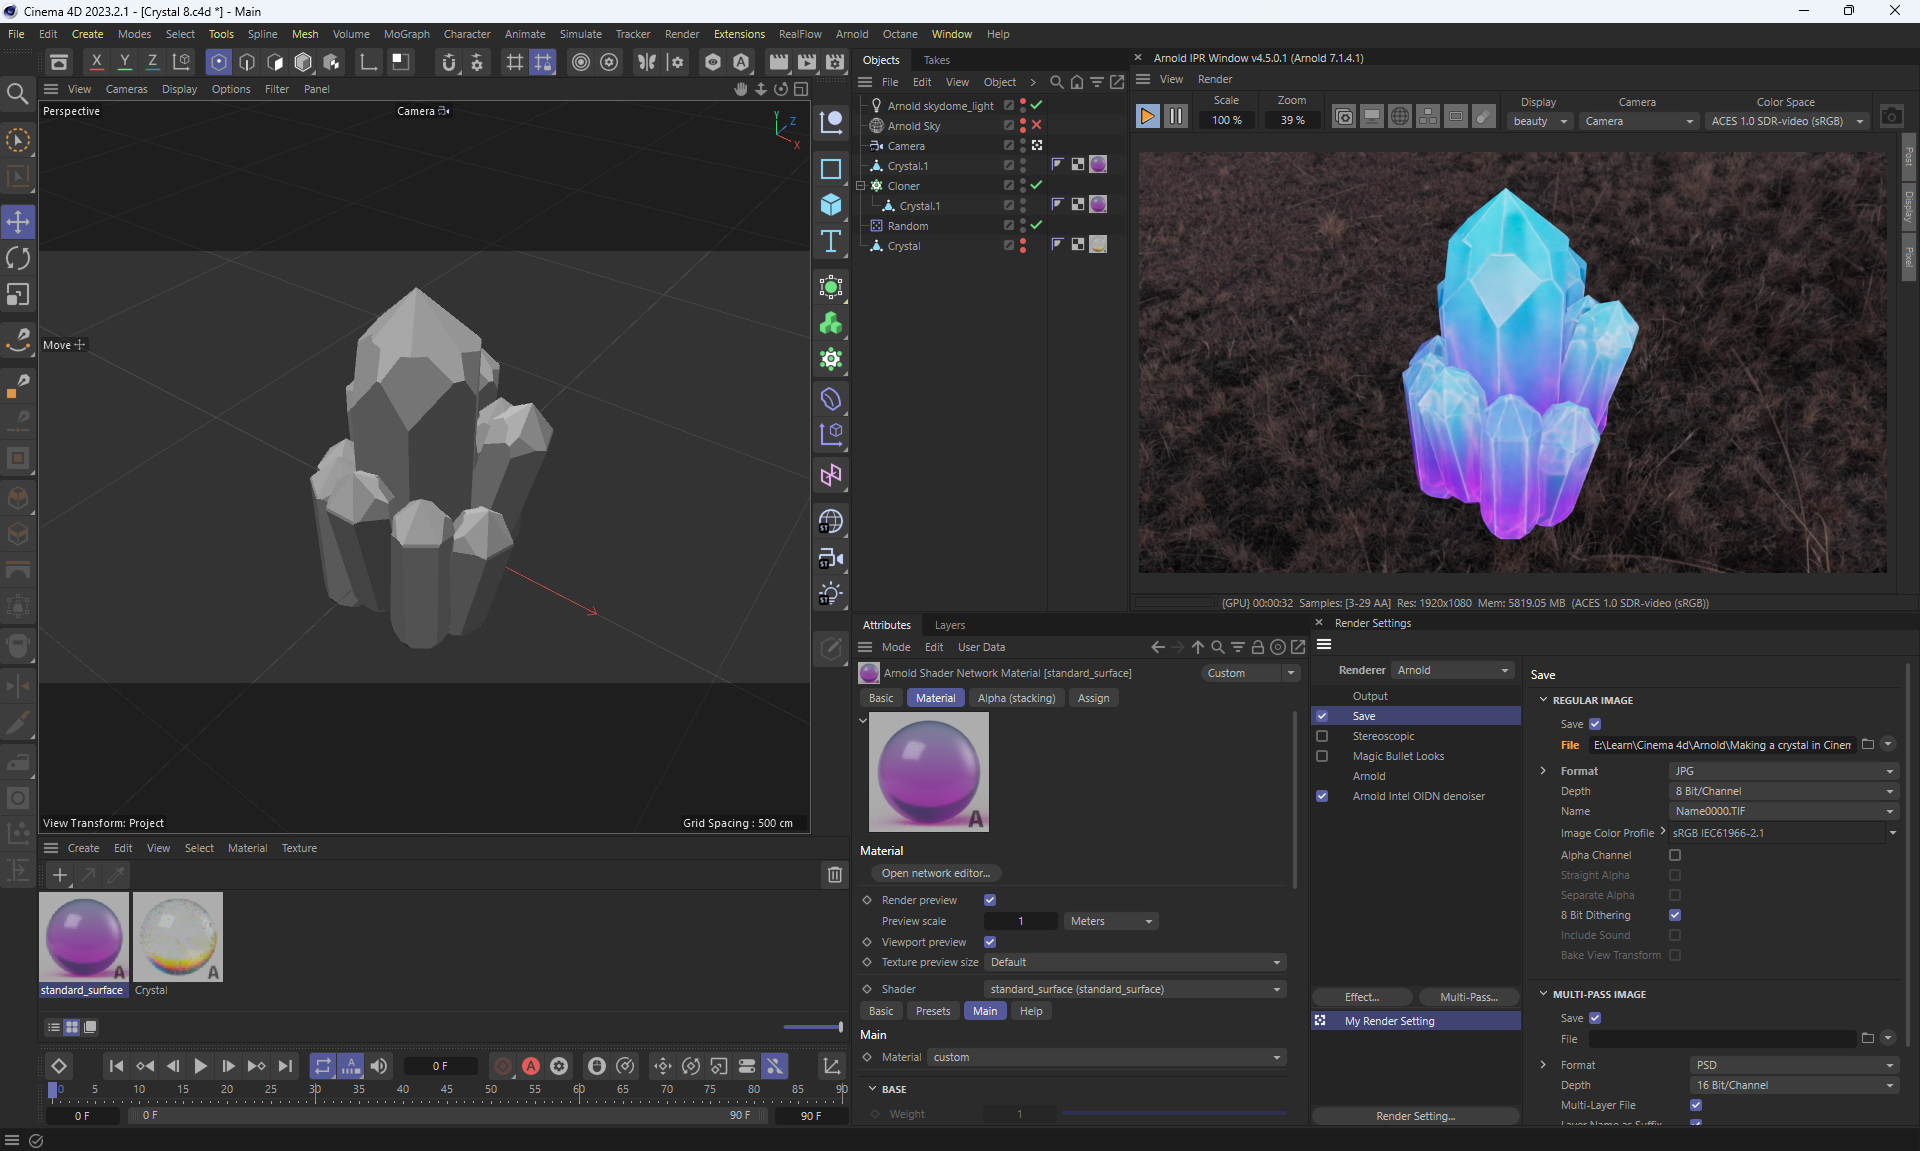 Cinema 4D 2023.2.1 - [Crystal 8.c4d *] - Main
File Edit Create Modes Select Tools Spline Mesh Volume MoGraph Character Animate Simulate Tracker Render Extensions RealFlow Arnold Octane Window Help
X Y Z
View Cameras Display Options Filter Panel
Perspective
Camera
Y
Z
X
Move
View Transform: Project
Grid Spacing : 500 cm
ST
ST
ST
Objects Takes
File Edit View Object
Arnold skydome_light
Arnold Sky
Camera
Crystal.1
Cloner
Crystal.1
Random
Crystal
Arnold IPR Window v4.5.0.1 (Arnold 7.1.4.1)
View Render
Scale Zoom Display Camera Color Space
100 % 39 % beauty Camera ACES 1.0 SDR-video (sRGB)
Post
Display
Pixel
[GPU] 00:00:32 Samples: [3-29 AA] Res: 1920x1080 Mem: 5819.05 MB (ACES 1.0 SDR-video (sRGB))
Create Edit View Select Material Texture
A A
standard_surface Crystal
0 F
0 5 10 15 20 25 30 35 40 45 50 55 60 65 70 75 80 85 90
0 F 0 F 90 F 90 F
Attributes Layers
Mode Edit User Data
Arnold Shader Network Material [standard_surface] Custom
Basic Material Alpha (stacking) Assign
A
Material
Open network editor...
Render preview
Preview scale 1 Meters
Viewport preview
Texture preview size Default
Shader standard_surface (standard_surface)
Basic Presets Main Help
Main
Material custom
BASE
Weight 1
Render Settings
Renderer Arnold
Output
Save
Stereoscopic
Magic Bullet Looks
Arnold
Arnold Intel OIDN denoiser
Effect... Multi-Pass...
My Render Setting
Render Setting...
Save
REGULAR IMAGE
Save
File E:\Learn\Cinema 4d\Arnold\Making a crystal in Cinem
Format JPG
Depth 8 Bit/Channel
Name Name0000.TIF
Image Color Profile sRGB IEC61966-2.1
Alpha Channel
Straight Alpha
Separate Alpha
8 Bit Dithering
Include Sound
Bake View Transform
MULTI-PASS IMAGE
Save
File
Format PSD
Depth 16 Bit/Channel
Multi-Layer File
Layer Name as Suffix